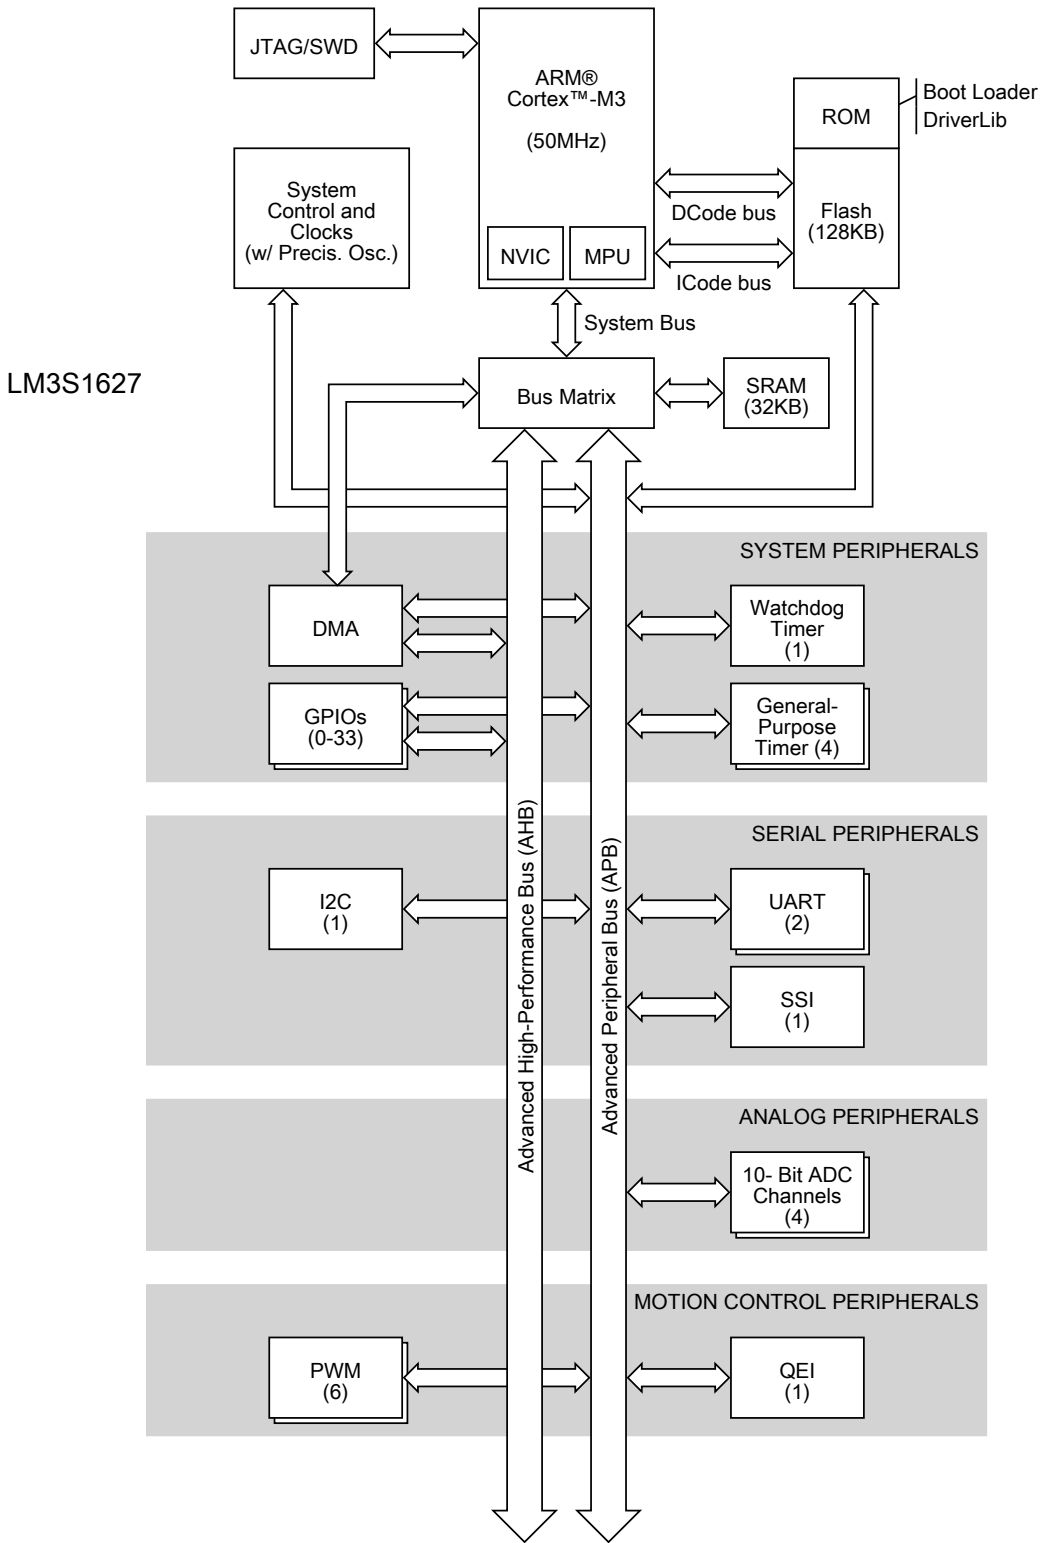 JTAG/SWD
ARM®
Cortex™-M3
(50MHz)
NVIC
MPU
ROM
Boot Loader
DriverLib
Flash
(128KB)
DCode bus
ICode bus
System
Control and
Clocks
(w/ Precis. Osc.)
System Bus
LM3S1627
Bus Matrix
SRAM
(32KB)
SYSTEM PERIPHERALS
DMA
Watchdog
Timer
(1)
GPIOs
(0-33)
General-
Purpose
Timer (4)
Advanced High-Performance Bus (AHB)
Advanced Peripheral Bus (APB)
SERIAL PERIPHERALS
I2C
(1)
UART
(2)
SSI
(1)
ANALOG PERIPHERALS
10- Bit ADC
Channels
(4)
MOTION CONTROL PERIPHERALS
PWM
(6)
QEI
(1)